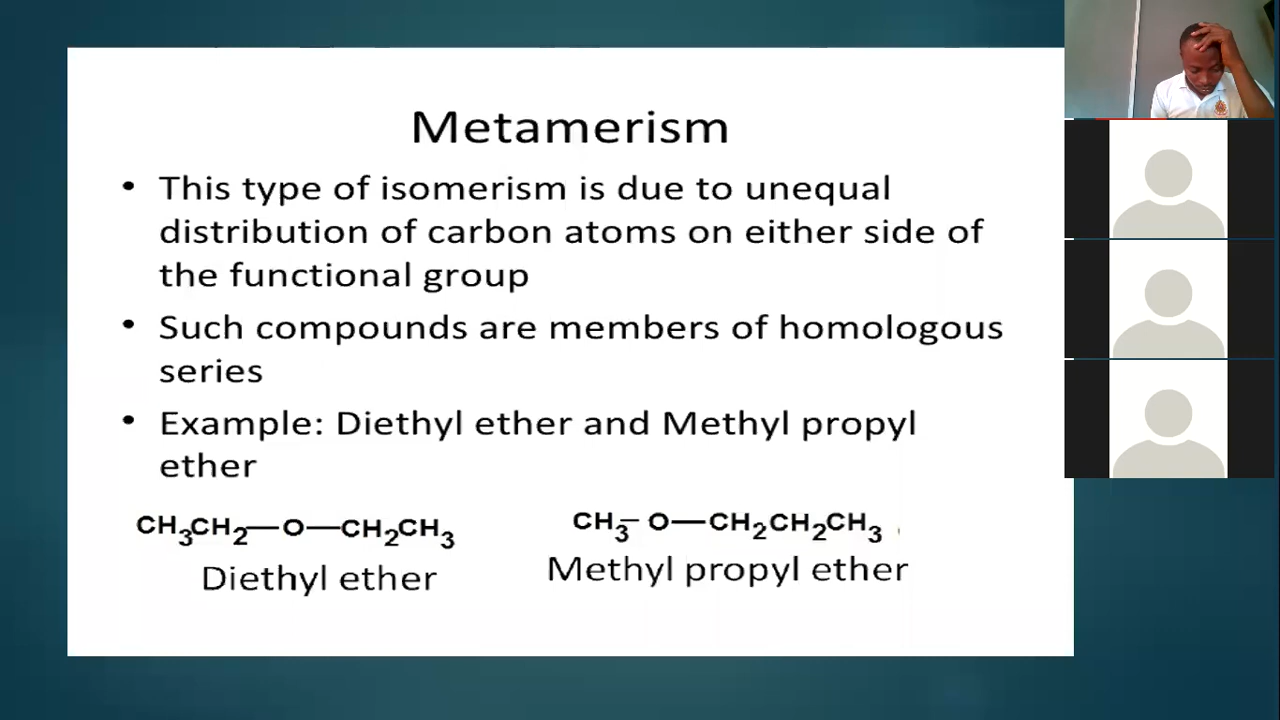 Metamerism
• This type of isomerism is due to unequal
distribution of carbon atoms on either side of
the functional group
• Such compounds are members of homologous
series
• Example: Diethyl ether and Methyl propyl
ether
CH₃CH₂—O—CH₂CH₃
CH₃–O—CH₂CH₂CH₃
Diethyl ether
Methyl propyl ether